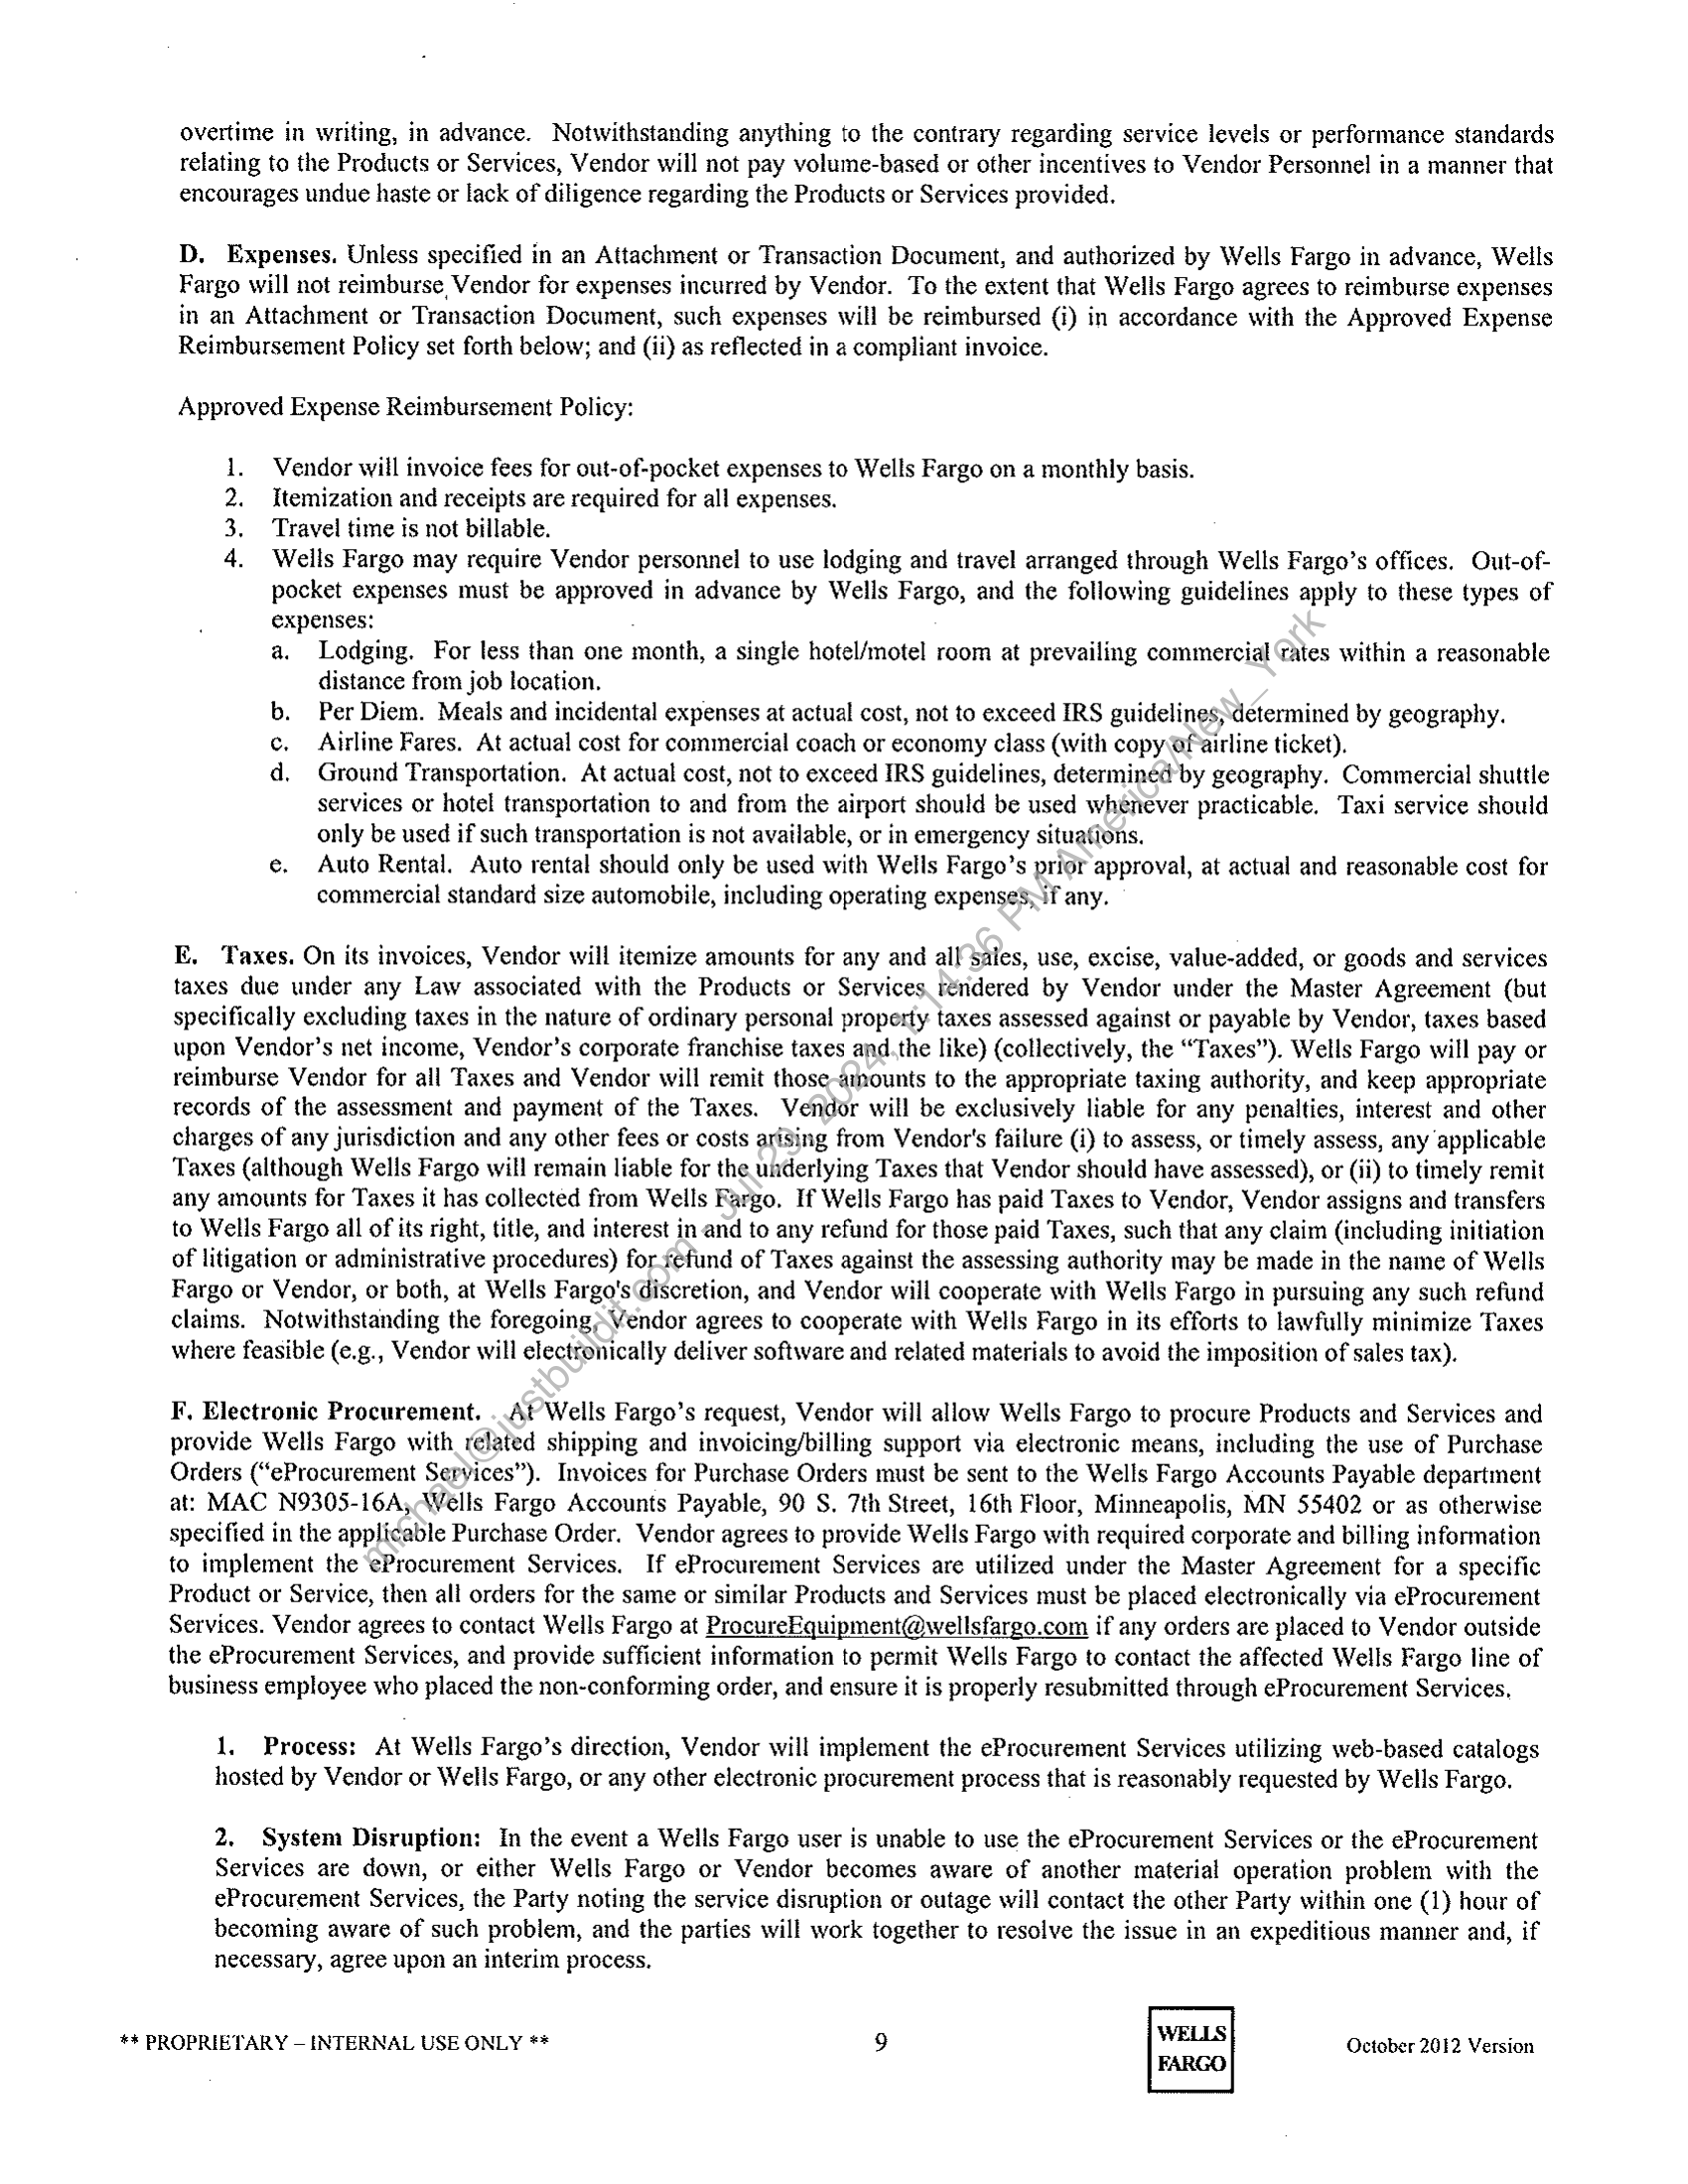 overtime in writing, in advance. Notwithstanding anything to the contrary regarding service levels or performance standards
relating to the Products or Services, Vendor will not pay volume-based or other incentives to Vendor Personnel in a manner that
encourages undue haste or lack of diligence regarding the Products or Services provided.
D. Expenses. Unless specified in an Attachment or Transaction Document, and authorized by Wells Fargo in advance, Wells
Fargo will not reimburse Vendor for expenses incurred by Vendor. To the extent that Wells Fargo agrees to reimburse expenses
in an Attachment or Transaction Document, such expenses will be reimbursed (i) in accordance with the Approved Expense
Reimbursement Policy set forth below; and (ii) as reflected in a compliant invoice.
Approved Expense Reimbursement Policy:
1. Vendor will invoice fees for out-of-pocket expenses to Wells Fargo on a monthly basis.
2. Itemization and receipts are required for all expenses.
3. Travel time is not billable.
4. Wells Fargo may require Vendor personnel to use lodging and travel arranged through Wells Fargo's offices. Out-of-
pocket expenses must be approved in advance by Wells Fargo, and the following guidelines apply to these types of
expenses:
a. Lodging. For less than one month, a single hotel/motel room at prevailing commercial rates within a reasonable
distance from job location.
b. Per Diem. Meals and incidental expenses at actual cost, not to exceed IRS guidelines, determined by geography.
c. Airline Fares. At actual cost for commercial coach or economy class (with copy of airline ticket).
d. Ground Transportation. At actual cost, not to exceed IRS guidelines, determined by geography. Commercial shuttle
services or hotel transportation to and from the airport should be used whenever practicable. Taxi service should
only be used if such transportation is not available, or in emergency situations.
e. Auto Rental. Auto rental should only be used with Wells Fargo's prior approval, at actual and reasonable cost for
commercial standard size automobile, including operating expenses, if any.
E. Taxes. On its invoices, Vendor will itemize amounts for any and all sales, use, excise, value-added, or goods and services
taxes due under any Law associated with the Products or Services rendered by Vendor under the Master Agreement (but
specifically excluding taxes in the nature of ordinary personal property taxes assessed against or payable by Vendor, taxes based
upon Vendor's net income, Vendor's corporate franchise taxes and the like) (collectively, the "Taxes"). Wells Fargo will pay or
reimburse Vendor for all Taxes and Vendor will remit those amounts to the appropriate taxing authority, and keep appropriate
records of the assessment and payment of the Taxes. Vendor will be exclusively liable for any penalties, interest and other
charges of any jurisdiction and any other fees or costs arising from Vendor's failure (i) to assess, or timely assess, any applicable
Taxes (although Wells Fargo will remain liable for the underlying Taxes that Vendor should have assessed), or (ii) to timely remit
any amounts for Taxes it has collected from Wells Fargo. If Wells Fargo has paid Taxes to Vendor, Vendor assigns and transfers
to Wells Fargo all of its right, title, and interest in and to any refund for those paid Taxes, such that any claim (including initiation
of litigation or administrative procedures) for refund of Taxes against the assessing authority may be made in the name of Wells
Fargo or Vendor, or both, at Wells Fargo's discretion, and Vendor will cooperate with Wells Fargo in pursuing any such refund
claims. Notwithstanding the foregoing, Vendor agrees to cooperate with Wells Fargo in its efforts to lawfully minimize Taxes
where feasible (e.g., Vendor will electronically deliver software and related materials to avoid the imposition of sales tax).
F. Electronic Procurement. At Wells Fargo's request, Vendor will allow Wells Fargo to procure Products and Services and
provide Wells Fargo with related shipping and invoicing/billing support via electronic means, including the use of Purchase
Orders ("eProcurement Services"). Invoices for Purchase Orders must be sent to the Wells Fargo Accounts Payable department
at: MAC N9305-16A, Wells Fargo Accounts Payable, 90 S. 7th Street, 16th Floor, Minneapolis, MN 55402 or as otherwise
specified in the applicable Purchase Order. Vendor agrees to provide Wells Fargo with required corporate and billing information
to implement the eProcurement Services. If eProcurement Services are utilized under the Master Agreement for a specific
Product or Service, then all orders for the same or similar Products and Services must be placed electronically via eProcurement
Services. Vendor agrees to contact Wells Fargo at ProcureEquipment@wellsfargo.com if any orders are placed to Vendor outside
the eProcurement Services, and provide sufficient information to permit Wells Fargo to contact the affected Wells Fargo line of
business employee who placed the non-conforming order, and ensure it is properly resubmitted through eProcurement Services.
1. Process: At Wells Fargo's direction, Vendor will implement the eProcurement Services utilizing web-based catalogs
hosted by Vendor or Wells Fargo, or any other electronic procurement process that is reasonably requested by Wells Fargo.
2. System Disruption: In the event a Wells Fargo user is unable to use the eProcurement Services or the eProcurement
Services are down, or either Wells Fargo or Vendor becomes aware of another material operation problem with the
eProcurement Services, the Party noting the service disruption or outage will contact the other Party within one (1) hour of
becoming aware of such problem, and the parties will work together to resolve the issue in an expeditious manner and, if
necessary, agree upon an interim process.
** PROPRIETARY – INTERNAL USE ONLY **
9
WELLS
FARGO
October 2012 Version
michael@justbuildit.com - Jul 29, 2024, 1:14:36 PM America/New_York